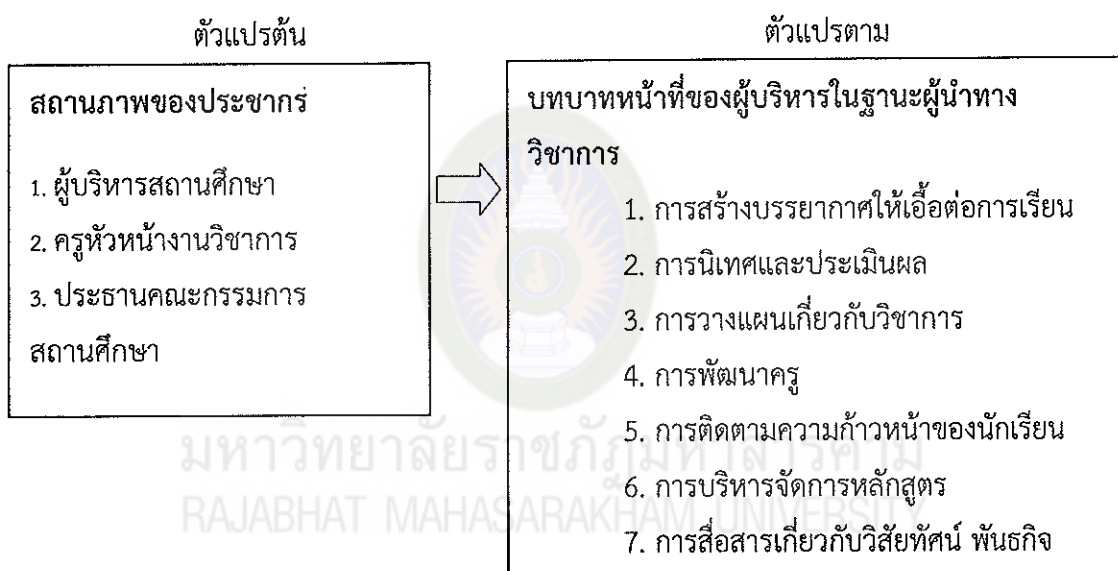 ตัวแปรต้น
สถานภาพของประชากร
1. ผู้บริหารสถานศึกษา
2. ครูหัวหน้างานวิชาการ
3. ประธานคณะกรรมการ
สถานศึกษา
ตัวแปรตาม
บทบาทหน้าที่ของผู้บริหารในฐานะผู้นำทาง
วิชาการ
1. การสร้างบรรยากาศให้เอื้อต่อการเรียน
2. การนิเทศและประเมินผล
3. การวางแผนเกี่ยวกับวิชาการ
4. การพัฒนาครู
5. การติดตามความก้าวหน้าของนักเรียน
6. การบริหารจัดการหลักสูตร
7. การสื่อสารเกี่ยวกับวิสัยทัศน์ พันธกิจ
มหาวิทยาลัยราชภัฏมหาสารคาม
RAJABHAT MAHASARAKHAM UNIVERSITY